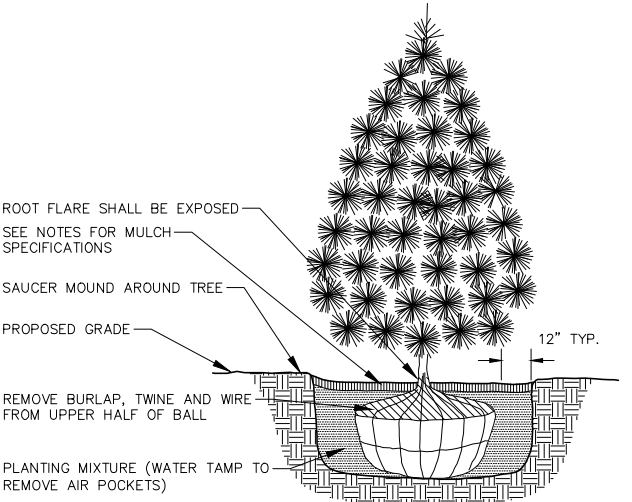 ROOT FLARE SHALL BE EXPOSED
SEE NOTES FOR MULCH
SPECIFICATIONS
SAUCER MOUND AROUND TREE
PROPOSED GRADE
12" TYP.
REMOVE BURLAP, TWINE AND WIRE
FROM UPPER HALF OF BALL
PLANTING MIXTURE (WATER TAMP TO
REMOVE AIR POCKETS)